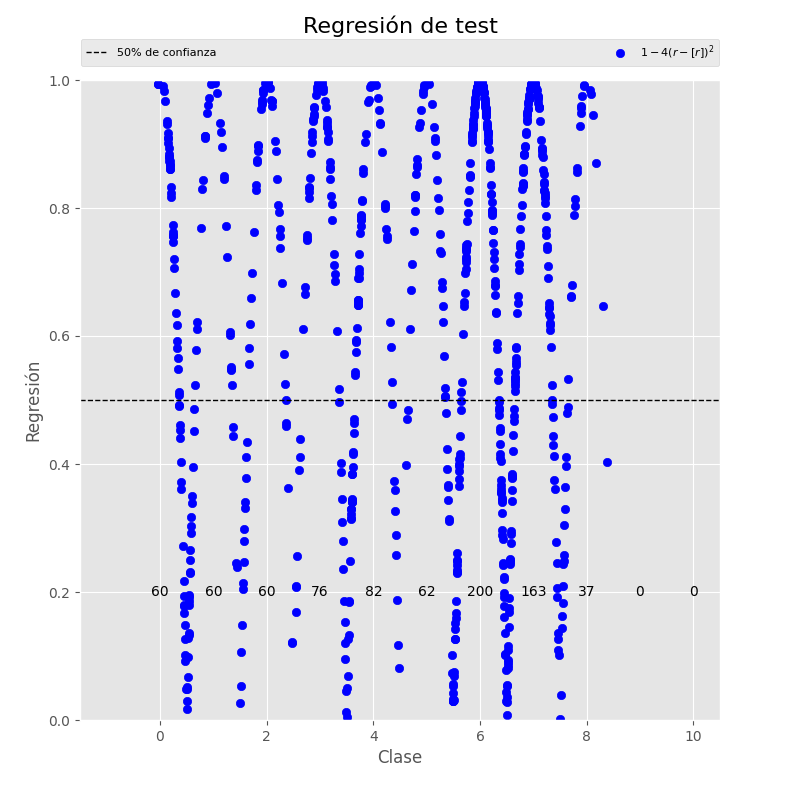 Regresión de test
50% de confianza
1 − 4(r − [r])²
1.0
0.8
0.6
0.4
0.2
0.0
Regresión
60 60 60 76 82 62 200 163 37 0 0
0 2 4 6 8 10
Clase